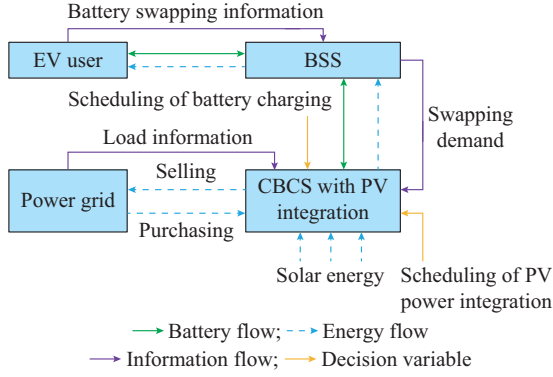 Battery swapping information
EV user
BSS
Scheduling of battery charging
Swapping
demand
Load information
Selling
Power grid
CBCS with PV
integration
Purchasing
Solar energy
Scheduling of PV
power integration
Battery flow; Energy flow
Information flow; Decision variable